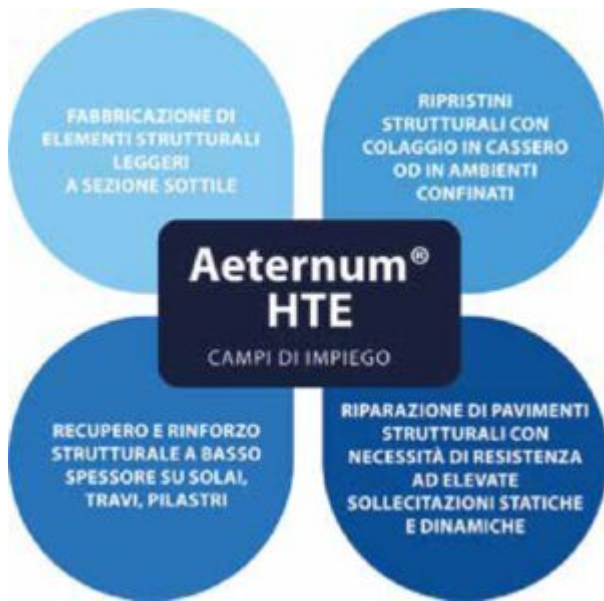 FABBRICAZIONE DI
ELEMENTI STRUTTURALI
LEGGERI
A SEZIONE SOTTILE
RIPRISTINI
STRUTTURALI CON
COLAGGIO IN CASSERO
OD IN AMBIENTI
CONFINATI
Aeternum®
HTE
CAMPI DI IMPIEGO
RECUPERO E RINFORZO
STRUTTURALE A BASSO
SPESSORE SU SOLAI,
TRAVI, PILASTRI
RIPARAZIONE DI PAVIMENTI
STRUTTURALI CON
NECESSITÀ DI RESISTENZA
AD ELEVATE
SOLLECITAZIONI STATICHE
E DINAMICHE